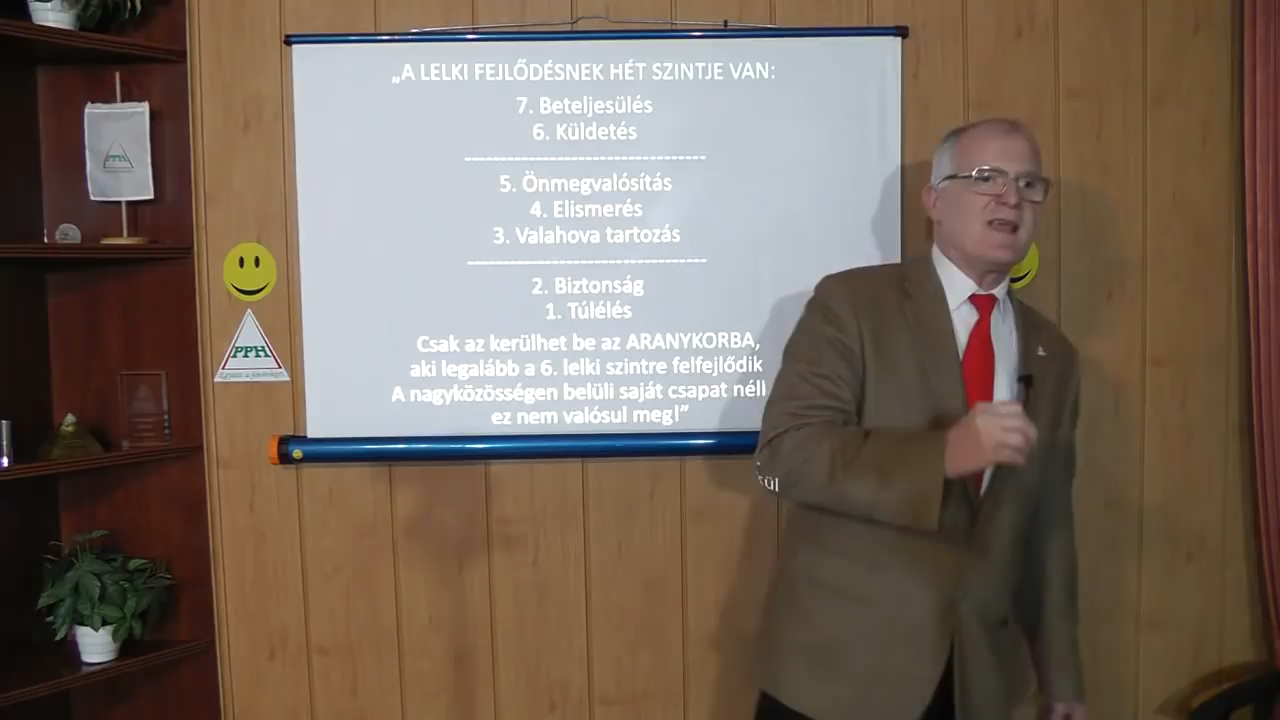 „A LELKI FEJLŐDÉSNEK HÉT SZINTJE VAN:
7. Beteljesülés
6. Küldetés
5. Önmegvalósítás
4. Elismerés
3. Valahova tartozás
2. Biztonság
1. Túlélés
Csak az kerülhet be az ARANYKORBA,
aki legalább a 6. lelki szintre felfejlődik
A nagyközösségen belüli saját csapat néll
kül
ez nem valósul meg!”
PPH
PPH